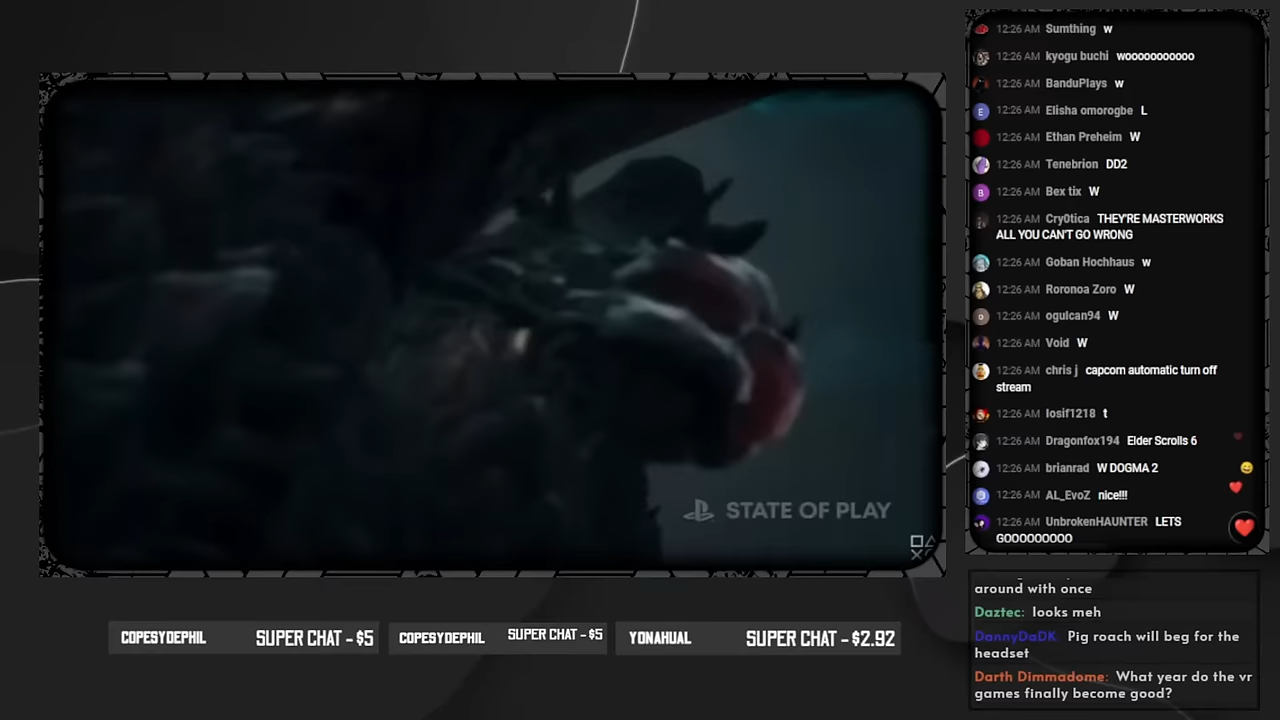 12:26 AM Sumthing w
12:26 AM kyogu buchi wooooooooooo
12:26 AM BanduPlays w
12:26 AM Elisha omorogbe L
12:26 AM Ethan Preheim W
12:26 AM Tenebrion DD2
12:26 AM Bex tix W
12:26 AM Cry0tica THEY'RE MASTERWORKS
ALL YOU CAN'T GO WRONG
12:26 AM Goban Hochhaus w
12:26 AM Roronoa Zoro W
12:26 AM ogulcan94 W
12:26 AM Void W
12:26 AM chris j capcom automatic turn off
stream
12:26 AM Iosif1218 t
12:26 AM Dragonfox194 Elder Scrolls 6
12:26 AM brianrad W DOGMA 2
12:26 AM AL_EvoZ nice!!!
12:26 AM UnbrokenHAUNTER LETS
GOOOOOOOOO
STATE OF PLAY
around with once
Daztec: looks meh
DannyDaDK: Pig roach will beg for the
headset
Darth Dimmadome: What year do the vr
games finally become good?
COPESYDEPHIL SUPER CHAT - $5
COPESYDEPHIL SUPER CHAT - $5
YONAHUAL SUPER CHAT - $2.92